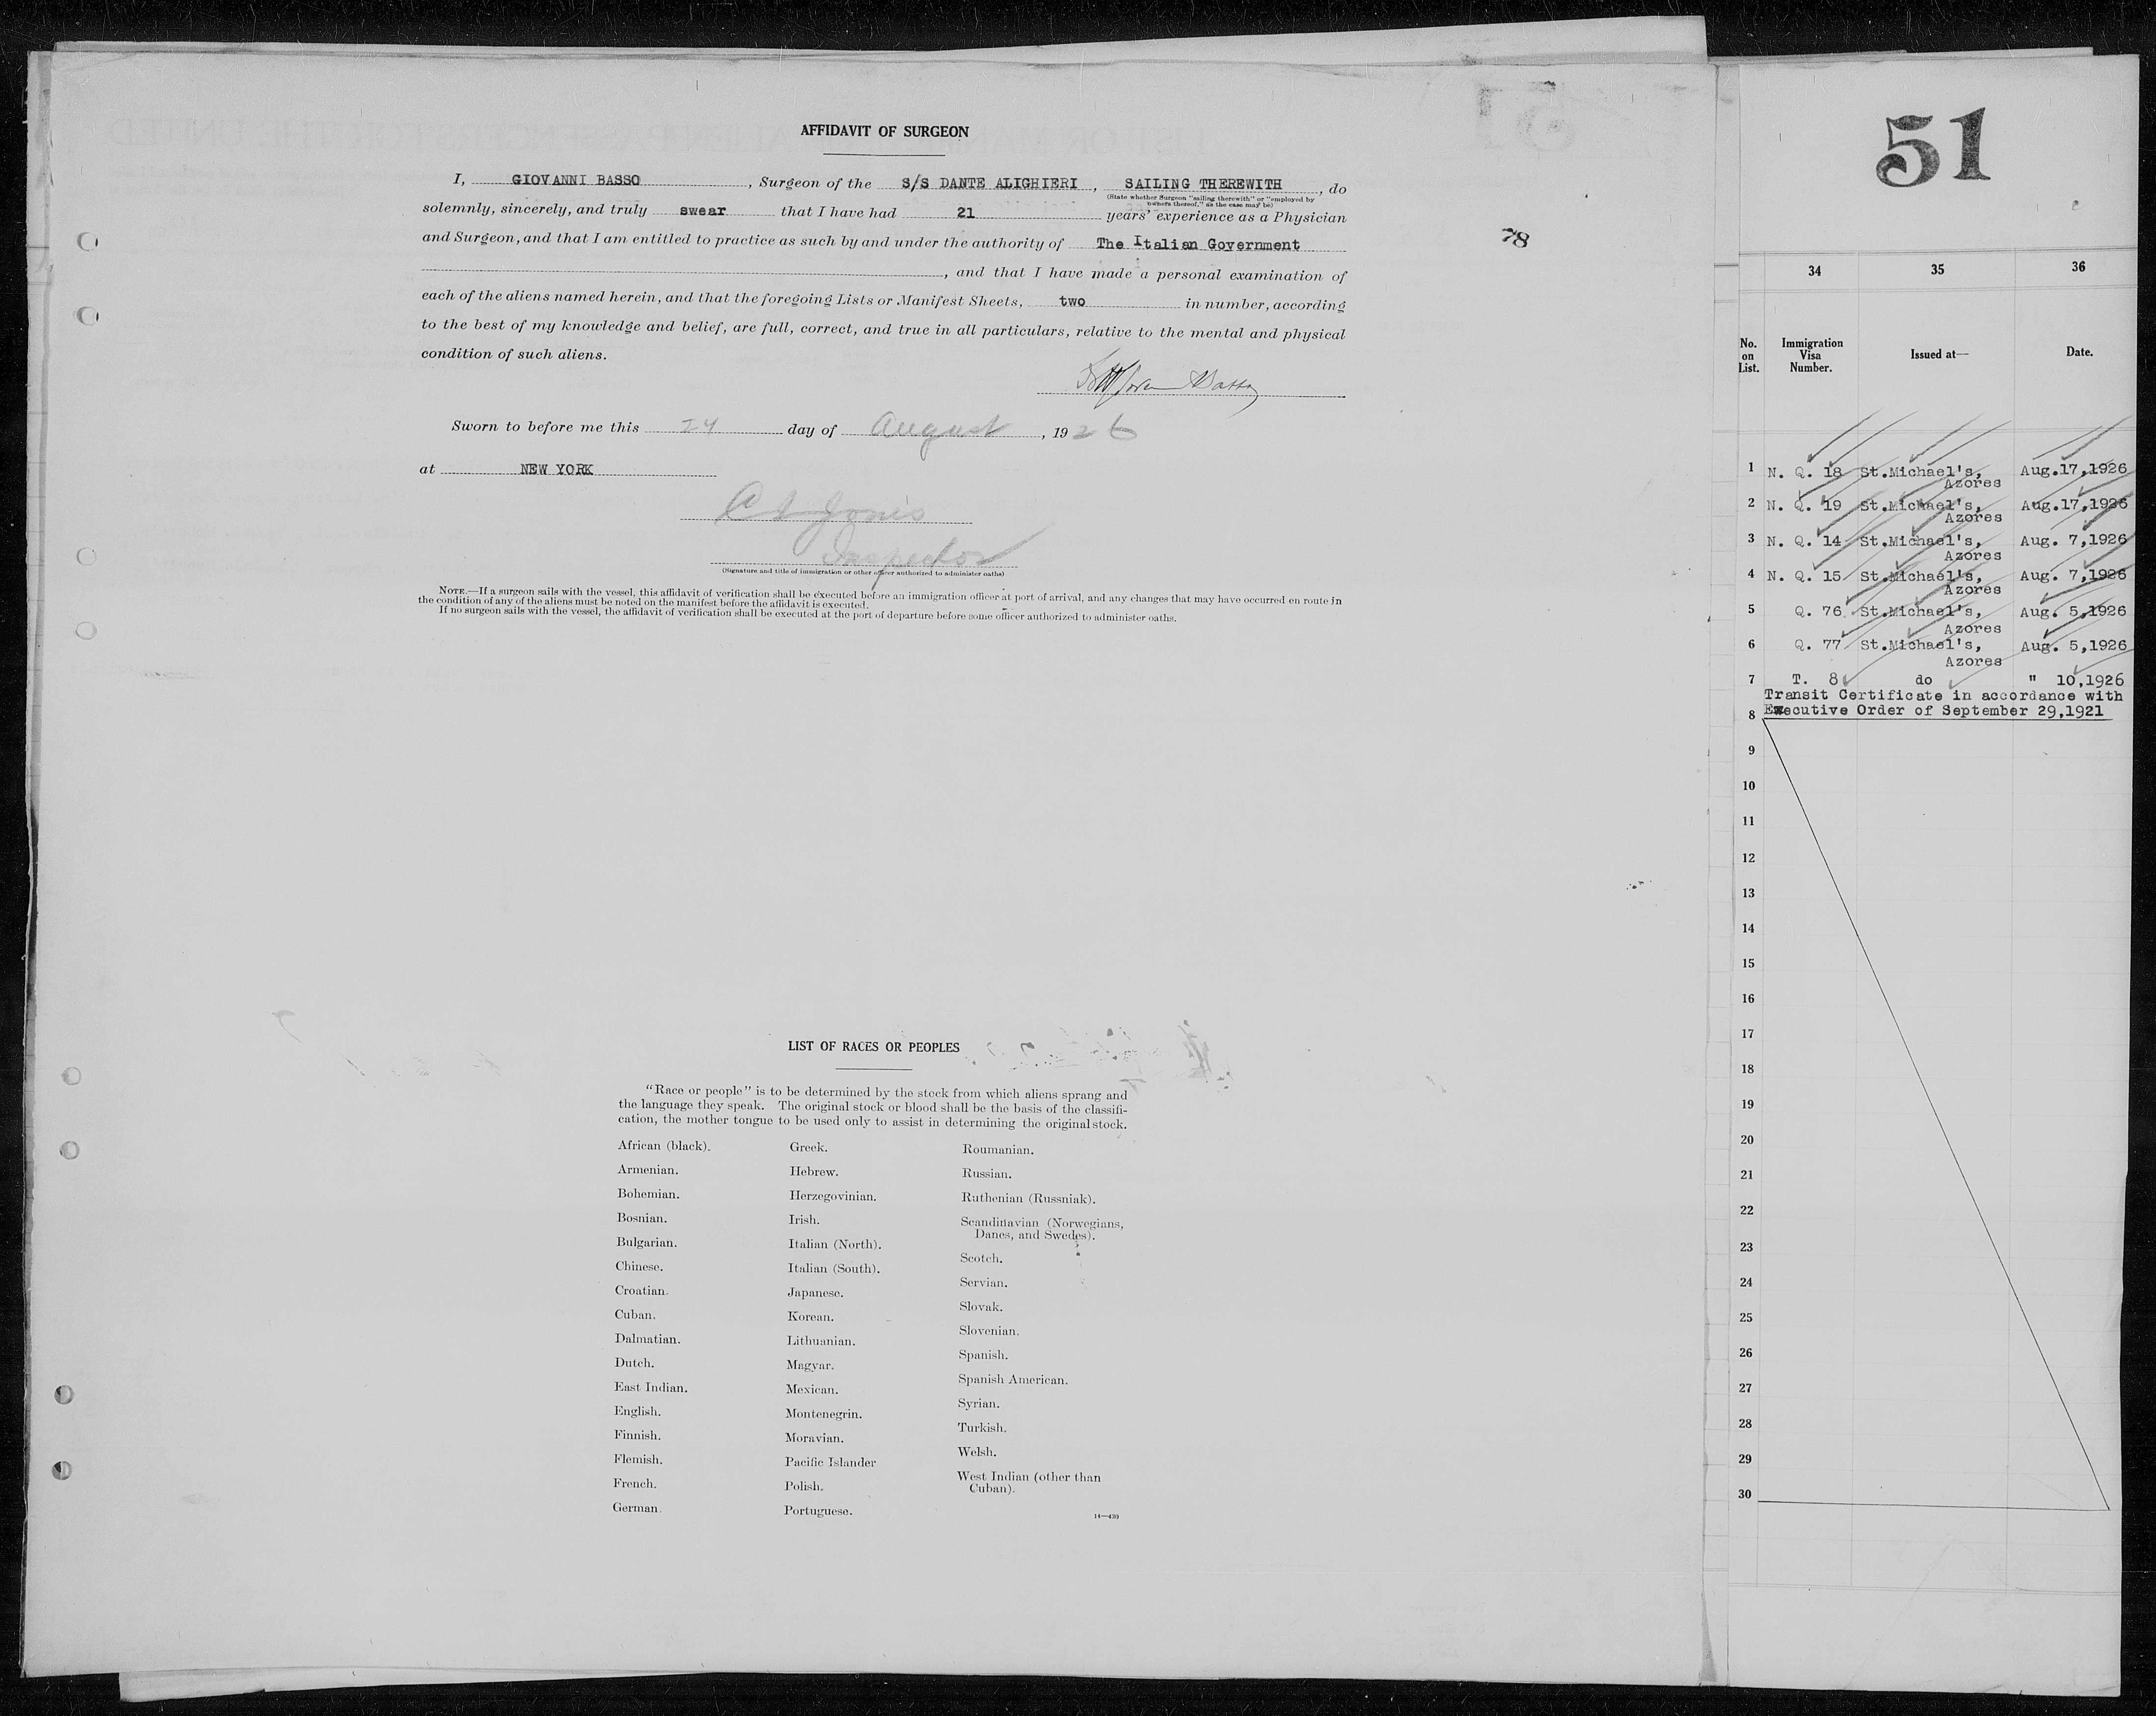 AFFIDAVIT OF SURGEON
I, GIOVANNI BASSO, Surgeon of the S/S DANTE ALIGHIERI, SAILING THEREWITH, do
(State whether Surgeon "sailing therewith" or "employed by
owners thereof," as the case may be)
solemnly, sincerely, and truly swear that I have had 21 years' experience as a Physician
and Surgeon, and that I am entitled to practice as such by and under the authority of The Italian Government
, and that I have made a personal examination of
each of the aliens named herein, and that the foregoing Lists or Manifest Sheets, two in number, according
to the best of my knowledge and belief, are full, correct, and true in all particulars, relative to the mental and physical
condition of such aliens.
Basso
Sworn to before me this 24 day of August, 1926
at NEW YORK
Jones
Inspector
(Signature and title of immigration or other officer authorized to administer oaths)
NOTE.—If a surgeon sails with the vessel, this affidavit of verification shall be executed before an immigration officer at port of arrival, and any changes that may have occurred en route in
the condition of any of the aliens must be noted on the manifest before the affidavit is executed.
If no surgeon sails with the vessel, the affidavit of verification shall be executed at the port of departure before some officer authorized to administer oaths.
78
LIST OF RACES OR PEOPLES
"Race or people" is to be determined by the stock from which aliens sprang and
the language they speak. The original stock or blood shall be the basis of the classifi-
cation, the mother tongue to be used only to assist in determining the original stock.
African (black).
Armenian.
Bohemian.
Bosnian.
Bulgarian.
Chinese.
Croatian.
Cuban.
Dalmatian.
Dutch.
East Indian.
English.
Finnish.
Flemish.
French.
German.
Greek.
Hebrew.
Herzegovinian.
Irish.
Italian (North).
Italian (South).
Japanese.
Korean.
Lithuanian.
Magyar.
Mexican.
Montenegrin.
Moravian.
Pacific Islander
Polish.
Portuguese.
Roumanian.
Russian.
Ruthenian (Russniak).
Scandinavian (Norwegians,
Danes, and Swedes).
Scotch.
Servian.
Slovak.
Slovenian.
Spanish.
Spanish American.
Syrian.
Turkish.
Welsh.
West Indian (other than
Cuban).
14—430
51
34 35 36
No. on List. Immigration Visa Number. Issued at— Date.
1 N. Q. 18 St.Michael's, Aug.17,1926
Azores
2 N. Q. 19 St.Michael's, Aug.17,1926
Azores
3 N. Q. 14 St.Michael's, Aug. 7,1926
Azores
4 N. Q. 15 St.Michael's, Aug. 7,1926
Azores
5 Q. 76 St.Michael's, Aug. 5,1926
Azores
6 Q. 77 St.Michael's, Aug. 5,1926
Azores
7 T. 8 do " 10,1926
Transit Certificate in accordance with
8 Executive Order of September 29,1921
9
10
11
12
13
14
15
16
17
18
19
20
21
22
23
24
25
26
27
28
29
30